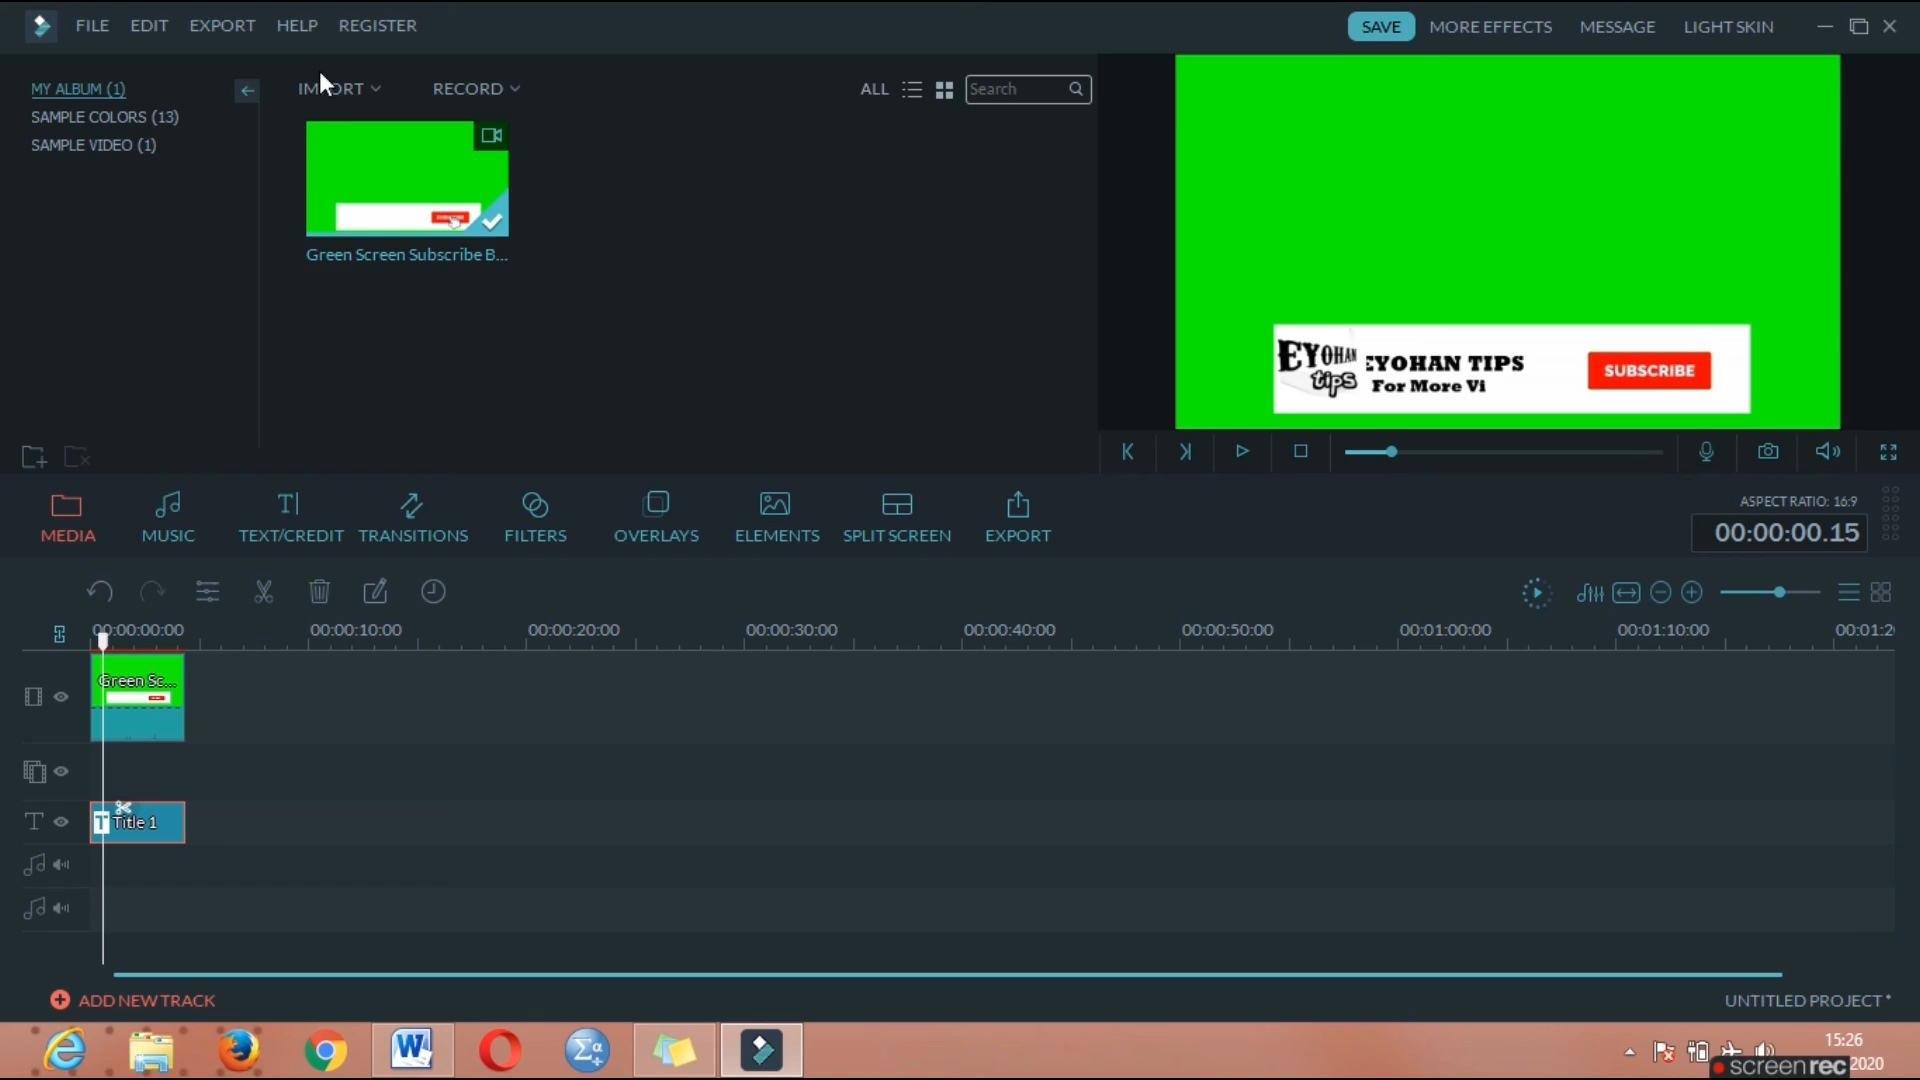 FILE EDIT EXPORT HELP REGISTER
SAVE MORE EFFECTS MESSAGE LIGHT SKIN
MY ALBUM (1)
SAMPLE COLORS (13)
SAMPLE VIDEO (1)
RECORD
ALL
Search
Green Screen Subscribe B...
EYOHAN
tips
EYOHAN TIPS
For More Vi
SUBSCRIBE
MEDIA MUSIC TEXT/CREDIT TRANSITIONS FILTERS OVERLAYS ELEMENTS SPLIT SCREEN EXPORT
ASPECT RATIO: 16:9
00:00:00.15
00:00:00:00 00:00:10:00 00:00:20:00 00:00:30:00 00:00:40:00 00:00:50:00 00:01:00:00 00:01:10:00 00:01:2
Green Sc...
Title 1
ADD NEW TRACK
UNTITLED PROJECT *
15:26
2020
screenrec